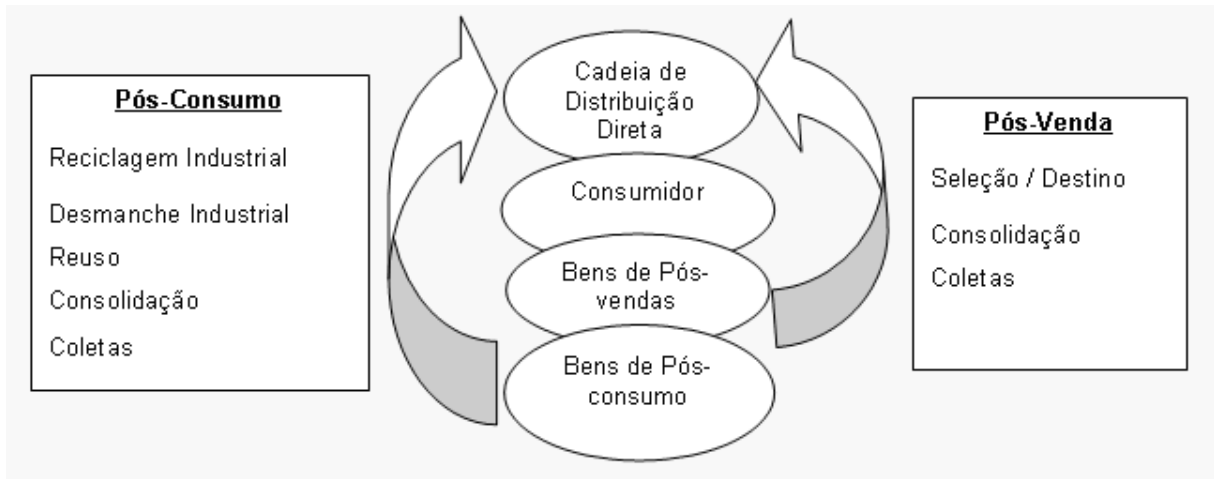 Pós-Consumo
Reciclagem Industrial
Desmanche Industrial
Reuso
Consolidação
Coletas
Cadeia de
Distribuição
Direta
Consumidor
Bens de Pós-
vendas
Bens de Pós-
consumo
Pós-Venda
Seleção / Destino
Consolidação
Coletas